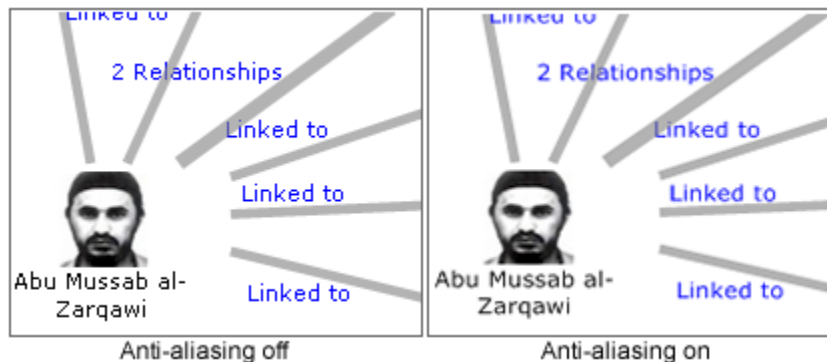 Linked to
2 Relationships
Linked to
Linked to
Abu Mussab al-
Zarqawi
Linked to
Anti-aliasing off
Linked to
2 Relationships
Linked to
Linked to
Abu Mussab al-
Zarqawi
Linked to
Anti-aliasing on